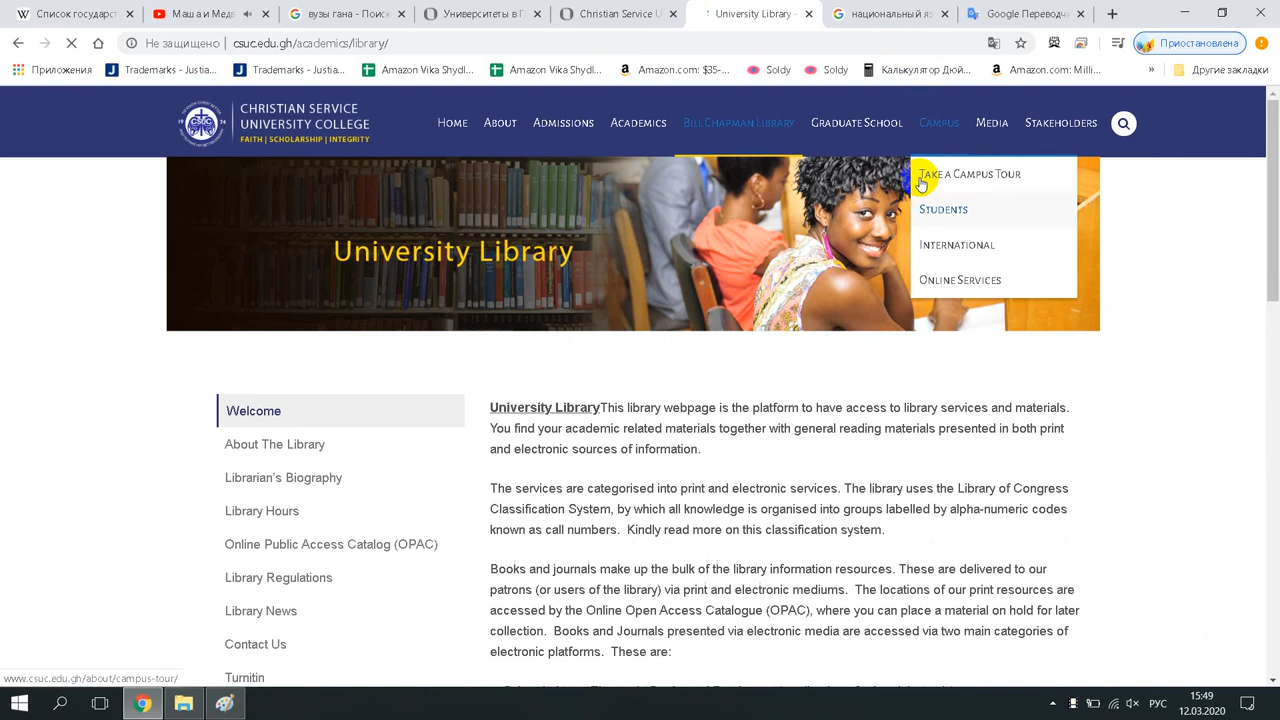 Список государст
Маша и Медв
вузы гана - Поиск
Университеты в Г
Christian Service U
University Library -
национальный яз
Google Переводч
Не защищено
csuc.edu.gh/academics/library/
Приостановлена
Приложения
Trademarks - Justia...
Trademarks - Justia...
Amazon Vika Shydl...
Amazon Vika Shydl...
Amazon.com: $35-...
Soldy
Soldy
Калькулятор Дюй...
Amazon.com: Milli...
»
Другие закладки
CHRISTIAN SERVICE
UNIVERSITY COLLEGE
FAITH | SCHOLARSHIP | INTEGRITY
19 74
CSUC
HOME
ABOUT
ADMISSIONS
ACADEMICS
BILL CHAPMAN LIBRARY
GRADUATE SCHOOL
CAMPUS
MEDIA
STAKEHOLDERS
TAKE A CAMPUS TOUR
STUDENTS
INTERNATIONAL
ONLINE SERVICES
University Library
Welcome
About The Library
Librarian's Biography
Library Hours
Online Public Access Catalog (OPAC)
Library Regulations
Library News
Contact Us
Turnitin
University LibraryThis library webpage is the platform to have access to library services and materials.
You find your academic related materials together with general reading materials presented in both print
and electronic sources of information.
The services are categorised into print and electronic services. The library uses the Library of Congress
Classification System, by which all knowledge is organised into groups labelled by alpha-numeric codes
known as call numbers. Kindly read more on this classification system.
Books and journals make up the bulk of the library information resources. These are delivered to our
patrons (or users of the library) via print and electronic mediums. The locations of our print resources are
accessed by the Online Open Access Catalogue (OPAC), where you can place a material on hold for later
collection. Books and Journals presented via electronic media are accessed via two main categories of
electronic platforms. These are:
www.csuc.edu.gh/about/campus-tour/
РУС
15:49
12.03.2020